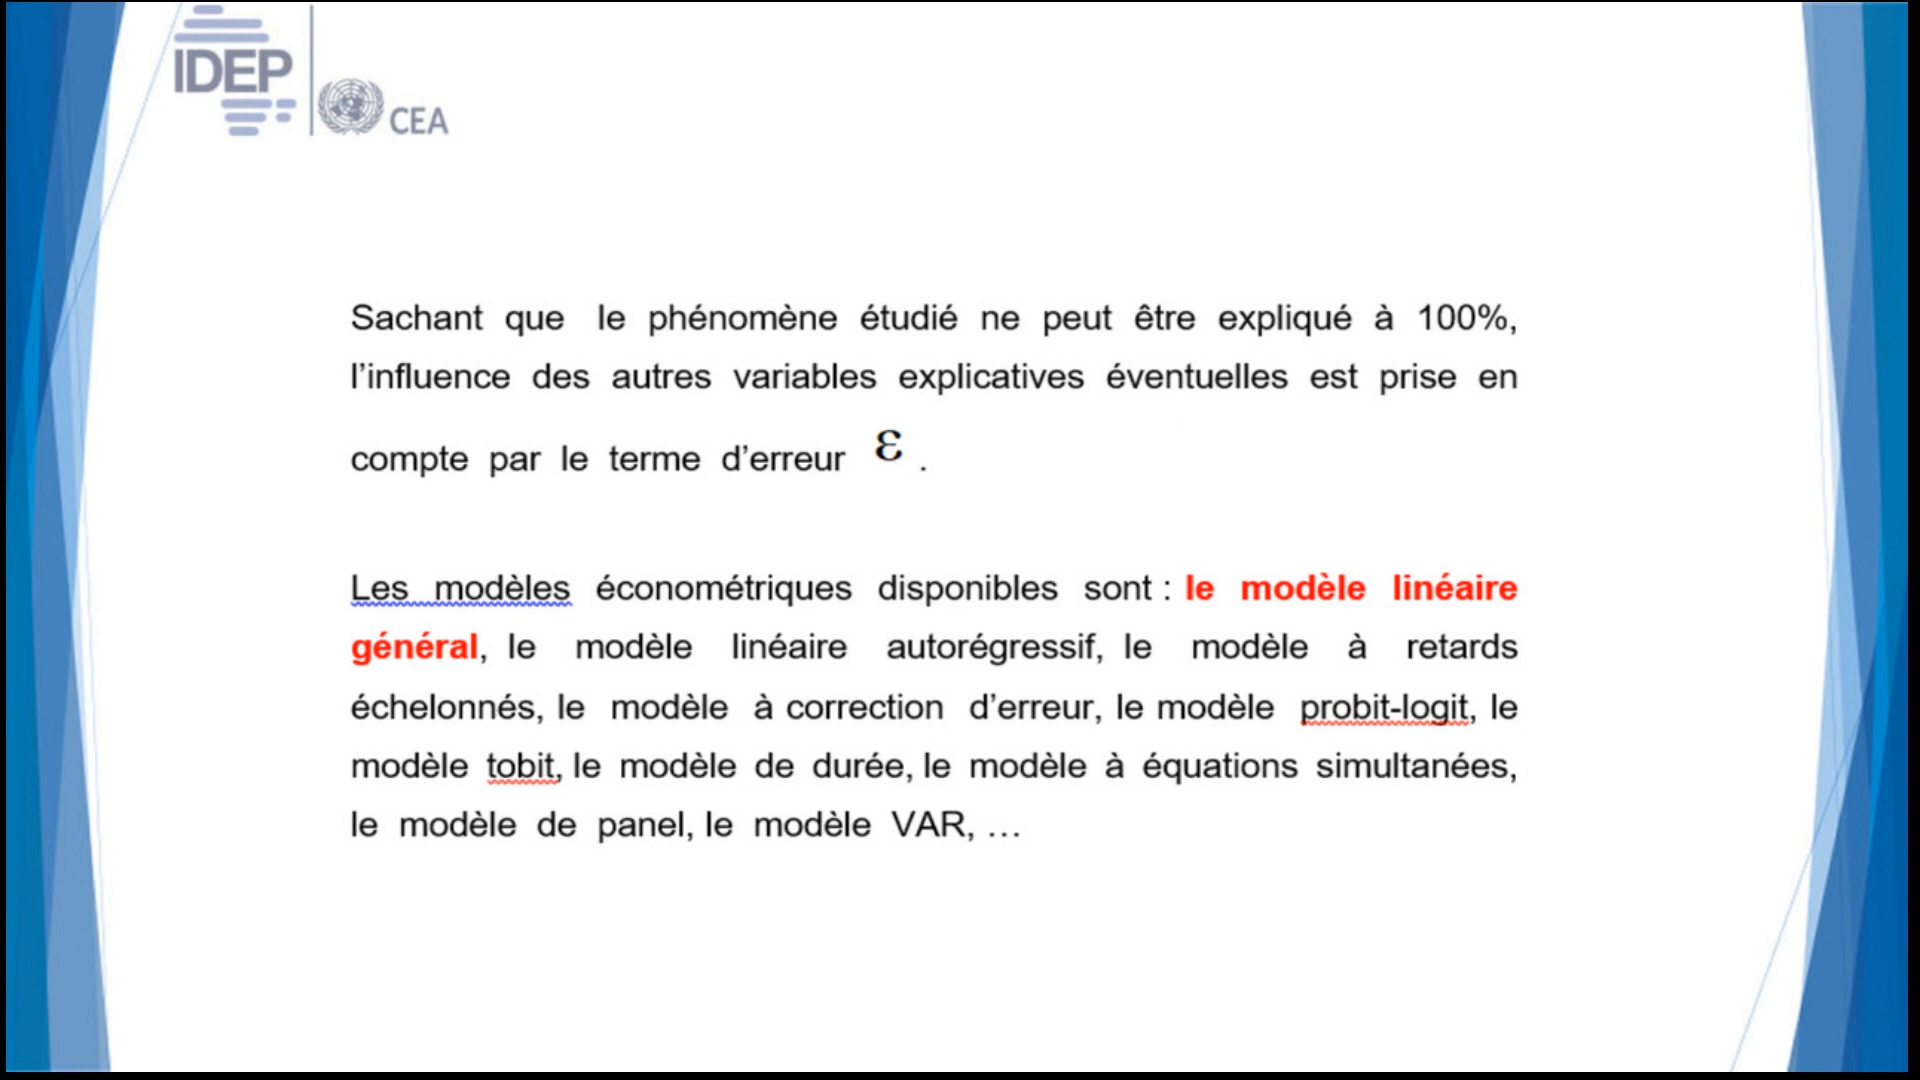 IDEP
CEA
Sachant que le phénomène étudié ne peut être expliqué à 100%,
l’influence des autres variables explicatives éventuelles est prise en
compte par le terme d’erreur ε .
Les modèles économétriques disponibles sont : le modèle linéaire
général, le modèle linéaire autorégressif, le modèle à retards
échelonnés, le modèle à correction d’erreur, le modèle probit-logit, le
modèle tobit, le modèle de durée, le modèle à équations simultanées,
le modèle de panel, le modèle VAR, …